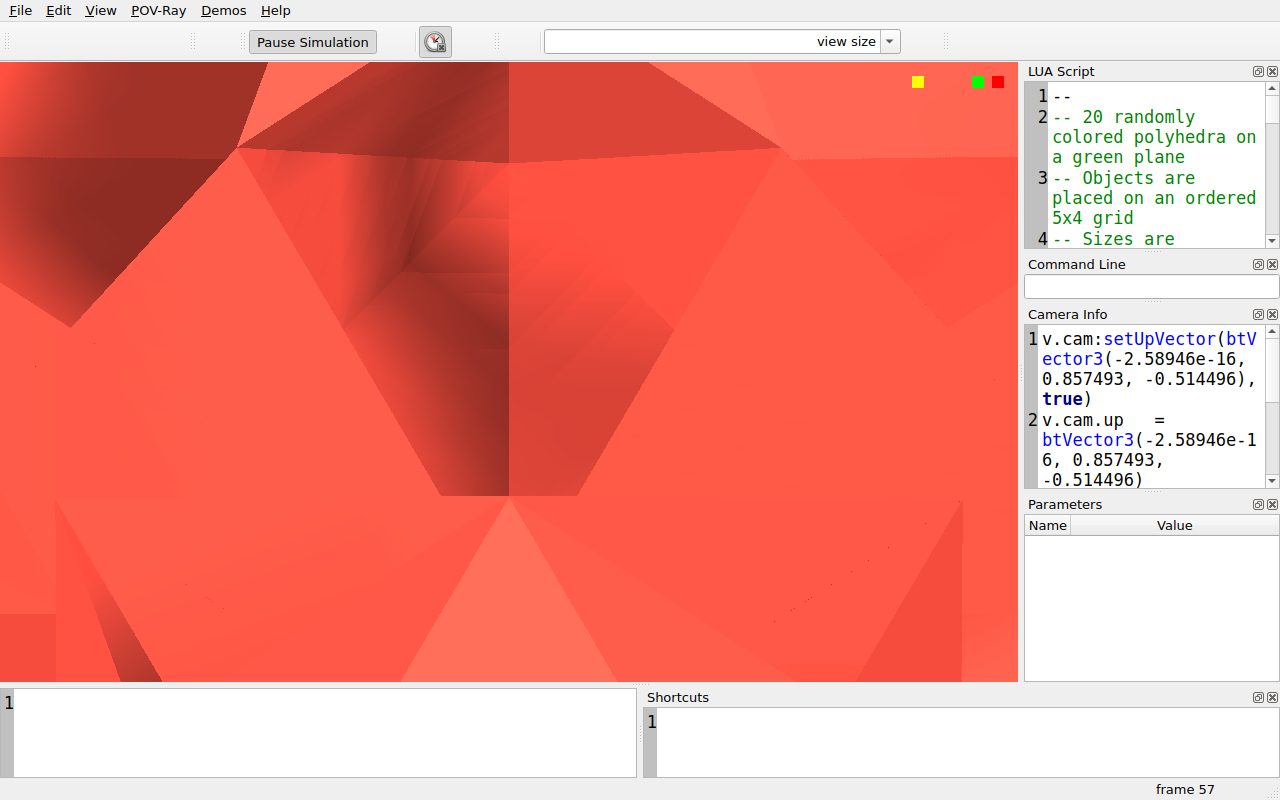 File Edit View POV-Ray Demos Help
Pause Simulation
view size
LUA Script
1 --
2 -- 20 randomly
colored polyhedra on
a green plane
3 -- Objects are
placed on an ordered
5x4 grid
4 -- Sizes are
Command Line
Camera Info
1 v.cam:setUpVector(btV
ector3(-2.58946e-16,
0.857493, -0.514496),
true)
2 v.cam.up   =
btVector3(-2.58946e-1
6, 0.857493,
-0.514496)
Parameters
Name Value
1
Shortcuts
1
frame 57